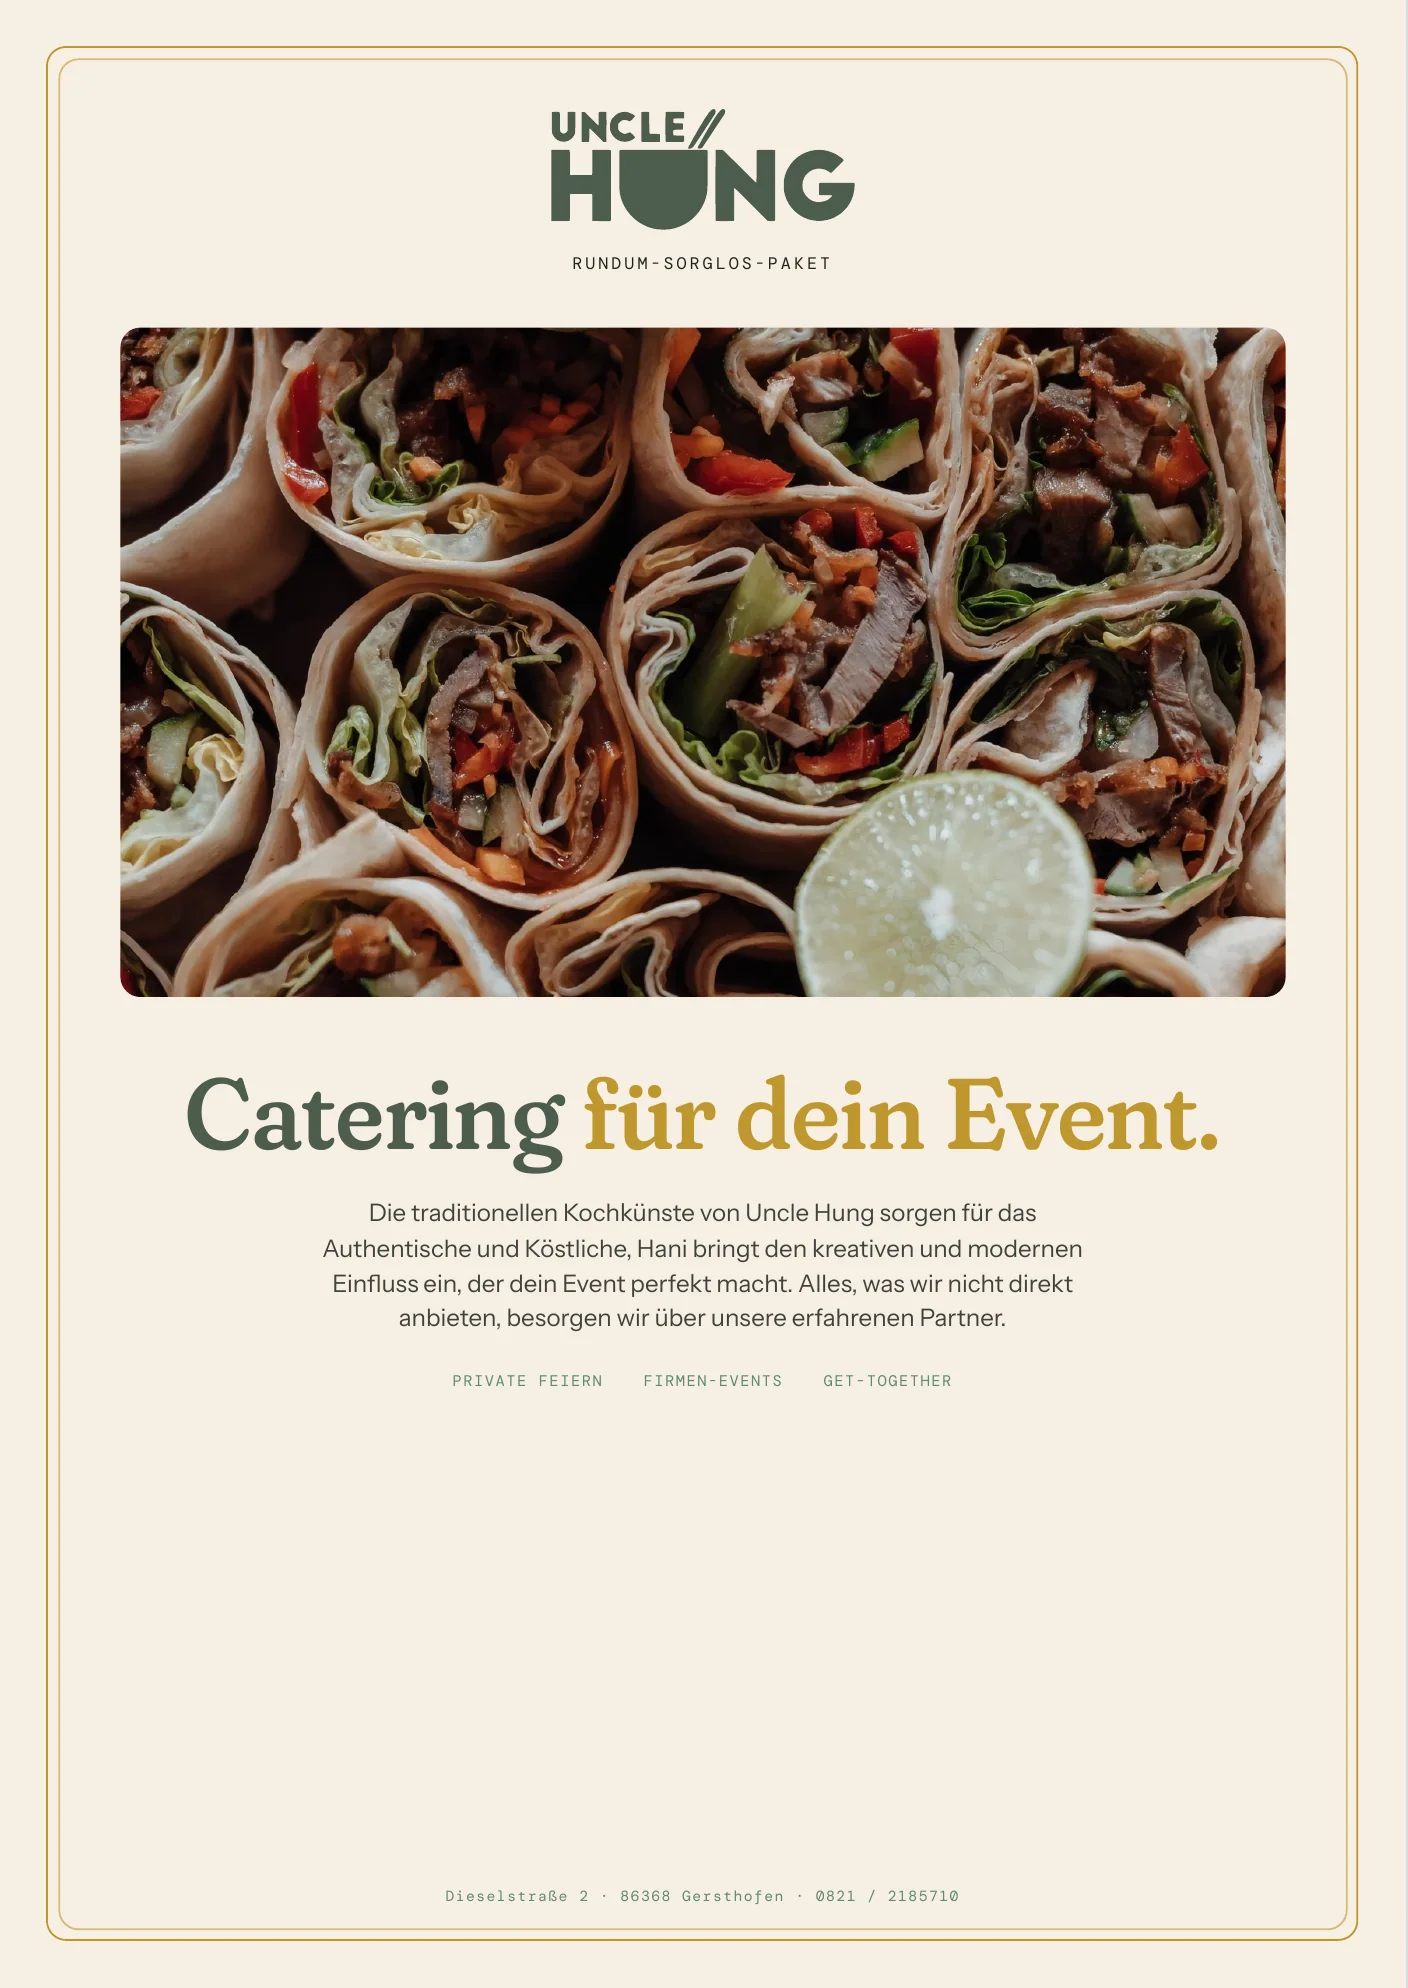 UNCLE
HUNG
RUNDUM-SORGLOS-PAKET
Catering für dein Event.
Die traditionellen Kochkünste von Uncle Hung sorgen für das
Authentische und Köstliche, Hani bringt den kreativen und modernen
Einfluss ein, der dein Event perfekt macht. Alles, was wir nicht direkt
anbieten, besorgen wir über unsere erfahrenen Partner.
PRIVATE FEIERN FIRMEN-EVENTS GET-TOGETHER
Dieselstraße 2 · 86368 Gersthofen · 0821 / 2185710